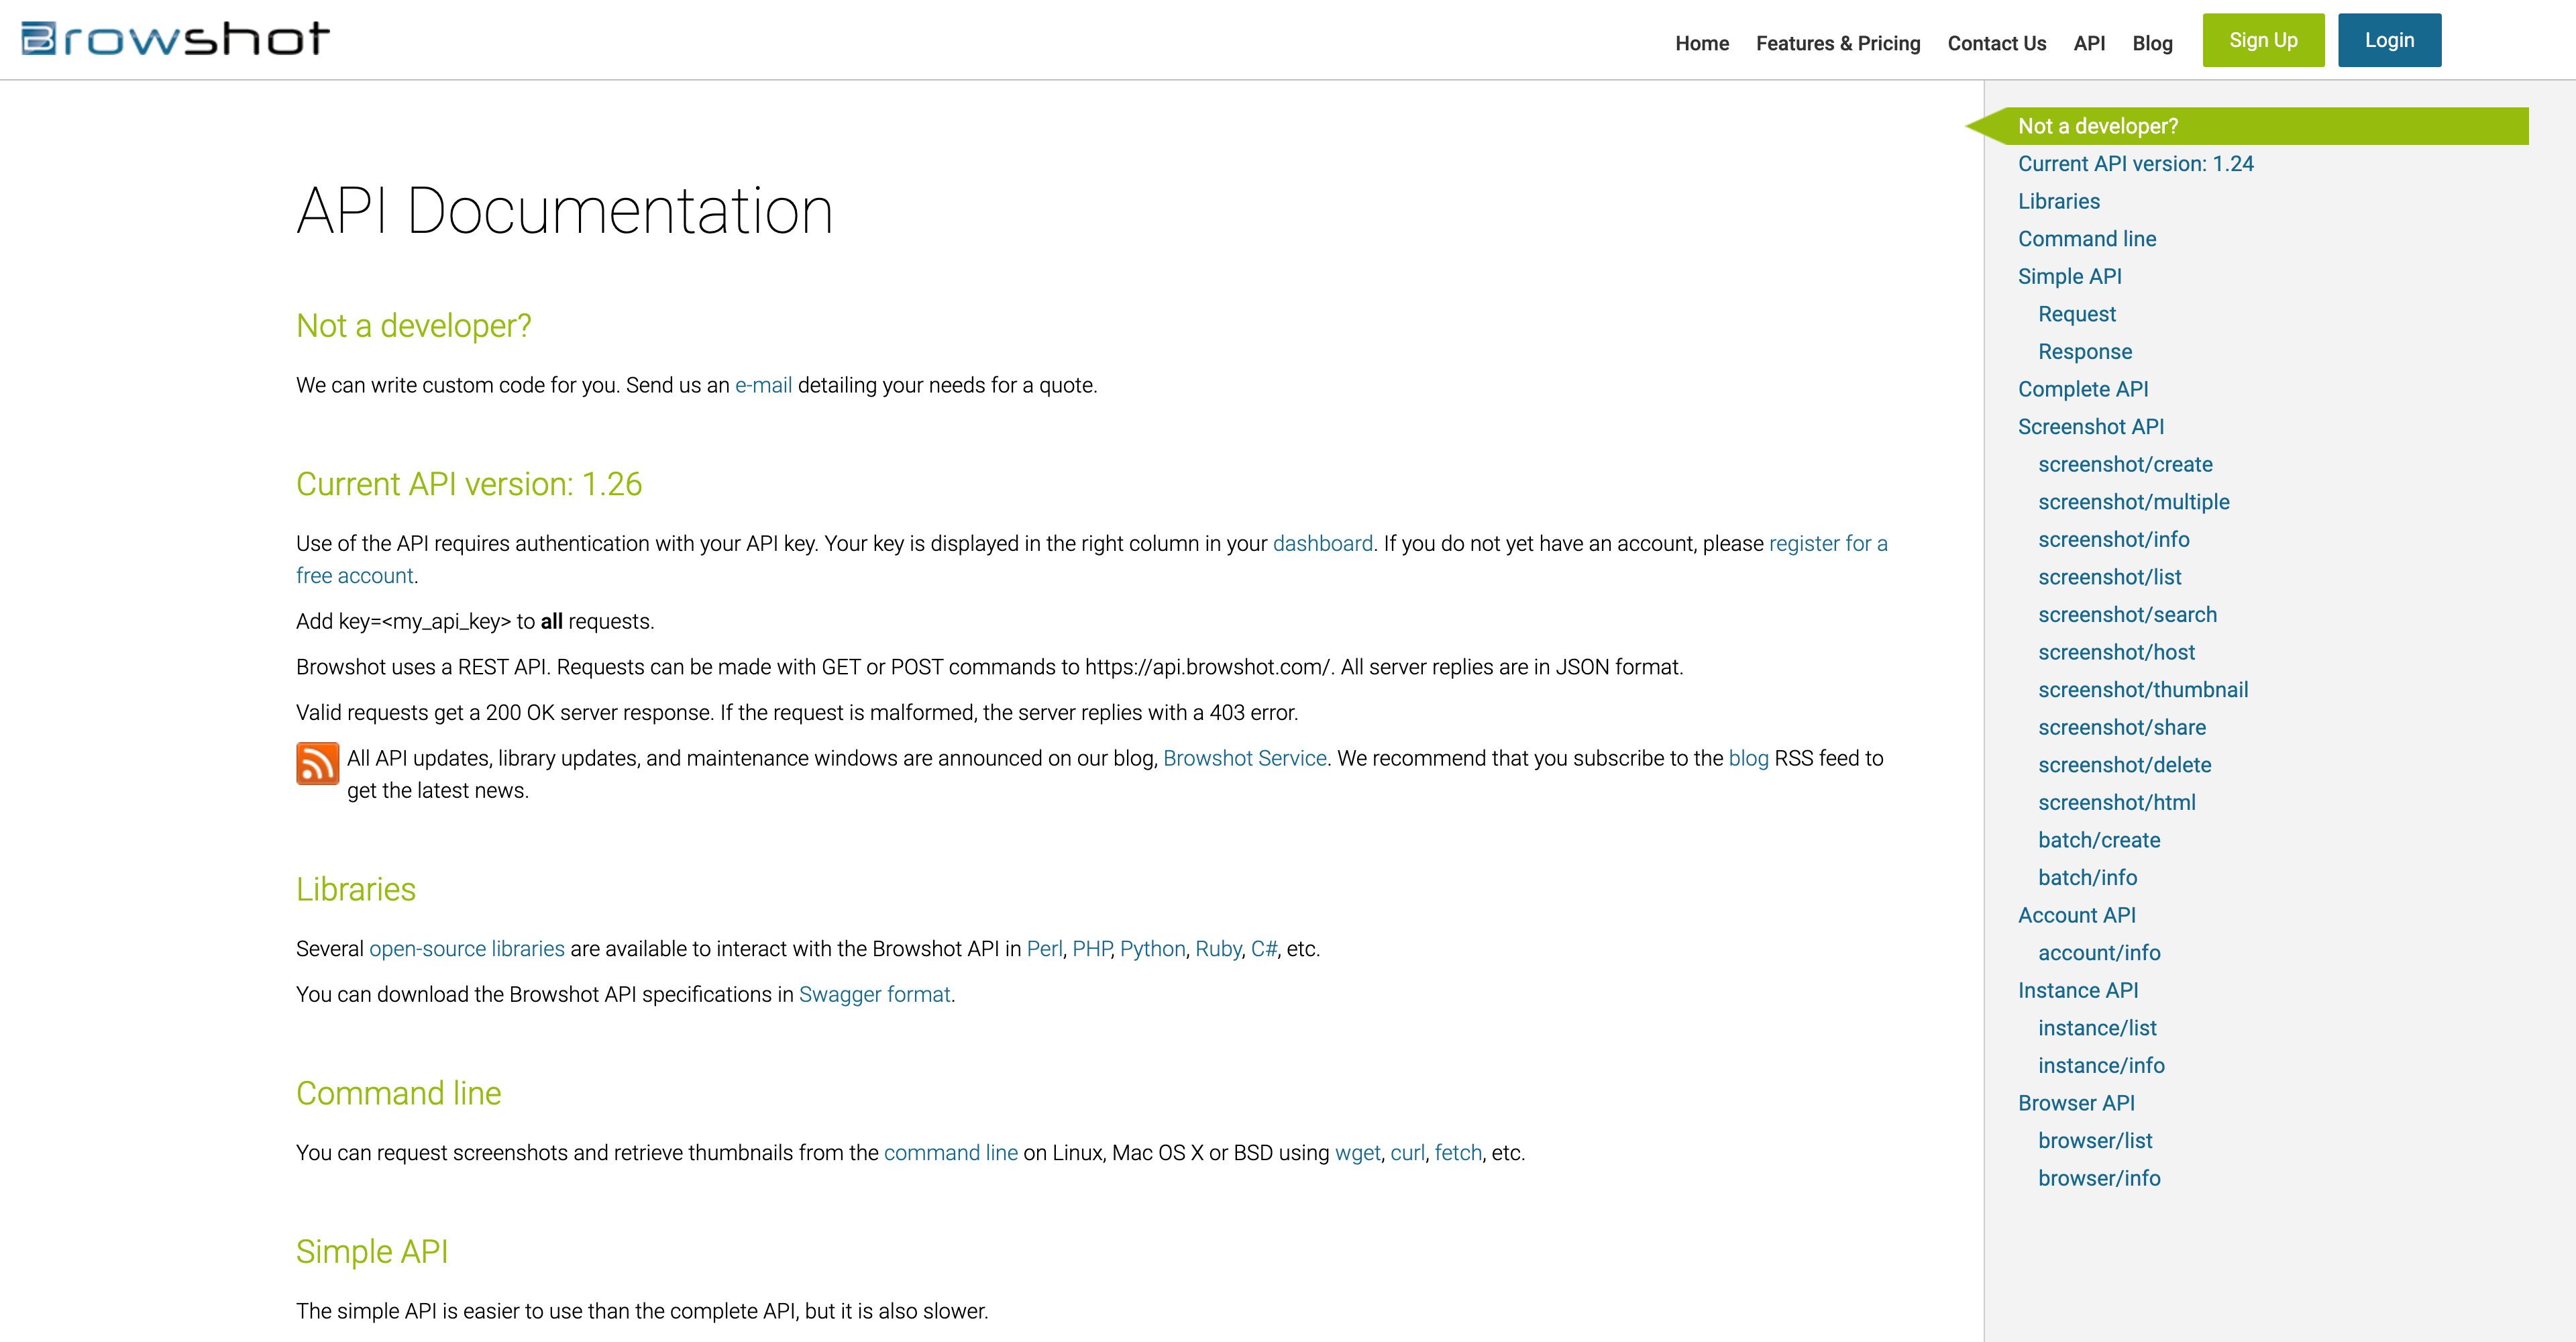 Browshot
Home Features & Pricing Contact Us API Blog Sign Up Login
API Documentation
Not a developer?
We can write custom code for you. Send us an e-mail detailing your needs for a quote.
Current API version: 1.26
Use of the API requires authentication with your API key. Your key is displayed in the right column in your dashboard. If you do not yet have an account, please register for a
free account.
Add key=<my_api_key> to all requests.
Browshot uses a REST API. Requests can be made with GET or POST commands to https://api.browshot.com/. All server replies are in JSON format.
Valid requests get a 200 OK server response. If the request is malformed, the server replies with a 403 error.
All API updates, library updates, and maintenance windows are announced on our blog, Browshot Service. We recommend that you subscribe to the blog RSS feed to
get the latest news.
Libraries
Several open-source libraries are available to interact with the Browshot API in Perl, PHP, Python, Ruby, C#, etc.
You can download the Browshot API specifications in Swagger format.
Command line
You can request screenshots and retrieve thumbnails from the command line on Linux, Mac OS X or BSD using wget, curl, fetch, etc.
Simple API
The simple API is easier to use than the complete API, but it is also slower.
Not a developer?
Current API version: 1.24
Libraries
Command line
Simple API
Request
Response
Complete API
Screenshot API
screenshot/create
screenshot/multiple
screenshot/info
screenshot/list
screenshot/search
screenshot/host
screenshot/thumbnail
screenshot/share
screenshot/delete
screenshot/html
batch/create
batch/info
Account API
account/info
Instance API
instance/list
instance/info
Browser API
browser/list
browser/info